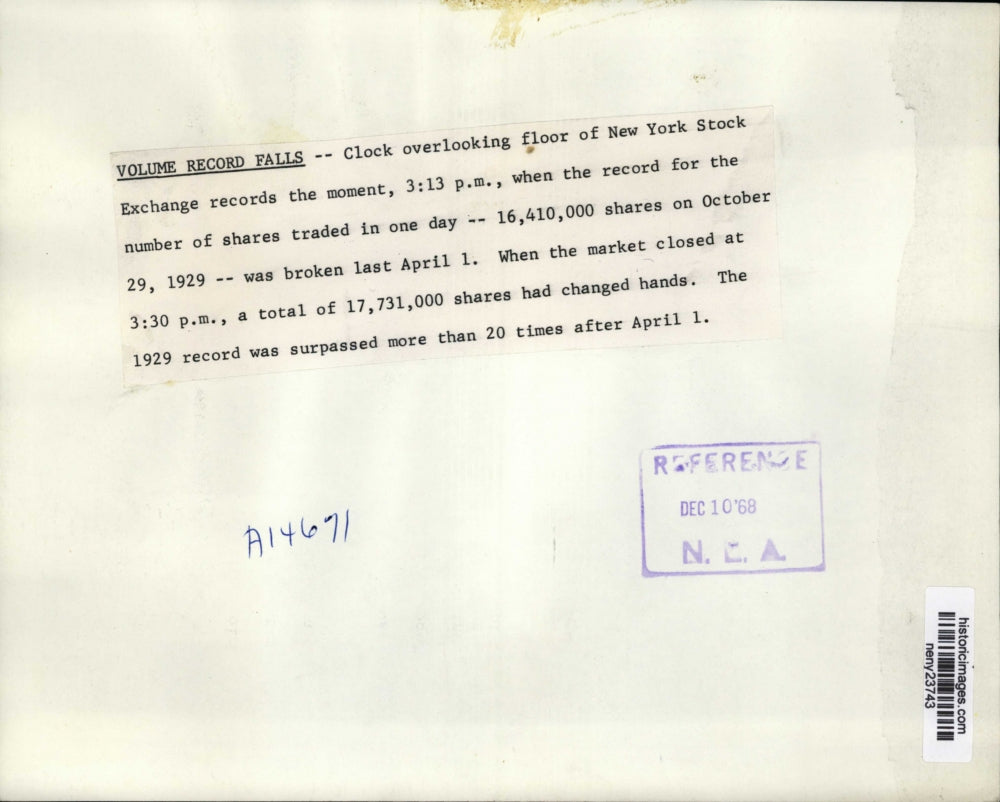 VOLUME RECORD FALLS -- Clock overlooking floor of New York Stock
Exchange records the moment, 3:13 p.m., when the record for the
number of shares traded in one day -- 16,410,000 shares on October
29, 1929 -- was broken last April 1. When the market closed at
3:30 p.m., a total of 17,731,000 shares had changed hands. The
1929 record was surpassed more than 20 times after April 1.
REFERENCE
DEC 10'68
N. E. A.
A14671
historicimages.com
neny23743